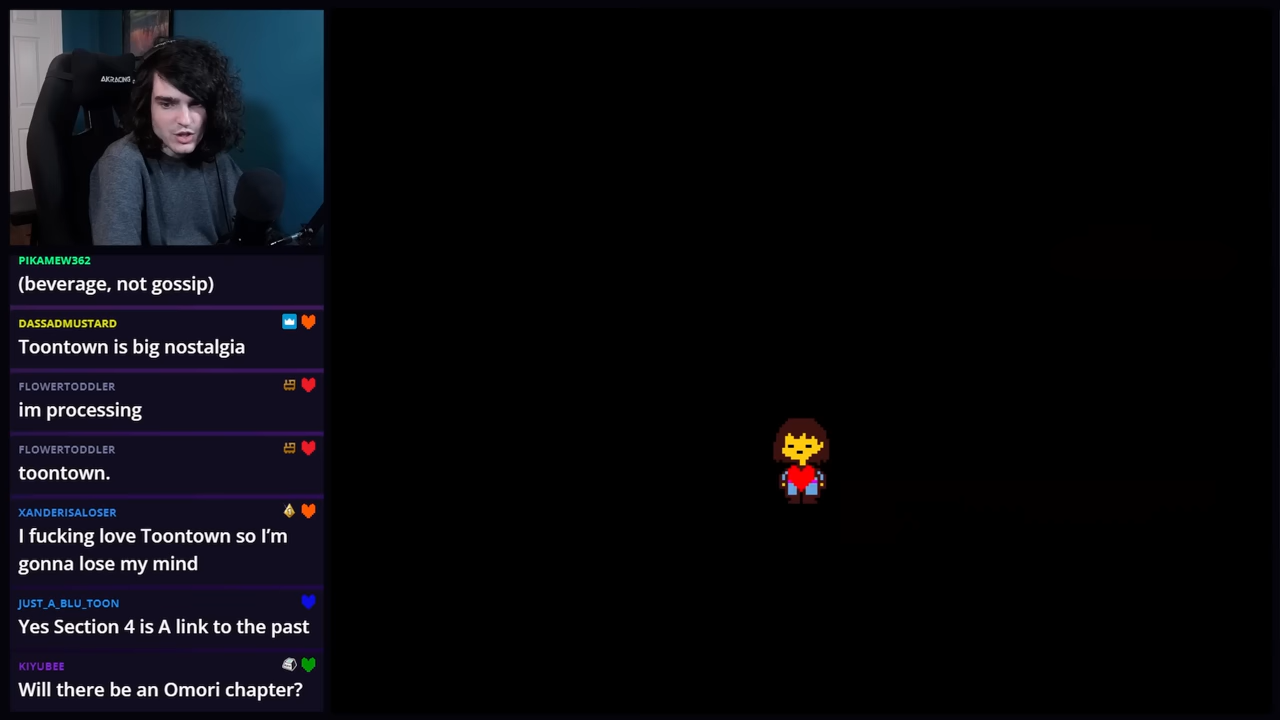 AKRACING
PIKAMEW362
(beverage, not gossip)
DASSADMUSTARD
Toontown is big nostalgia
FLOWERTODDLER
im processing
FLOWERTODDLER
toontown.
XANDERISALOSER
I fucking love Toontown so I’m
gonna lose my mind
JUST_A_BLU_TOON
Yes Section 4 is A link to the past
KIYUBEE
Will there be an Omori chapter?